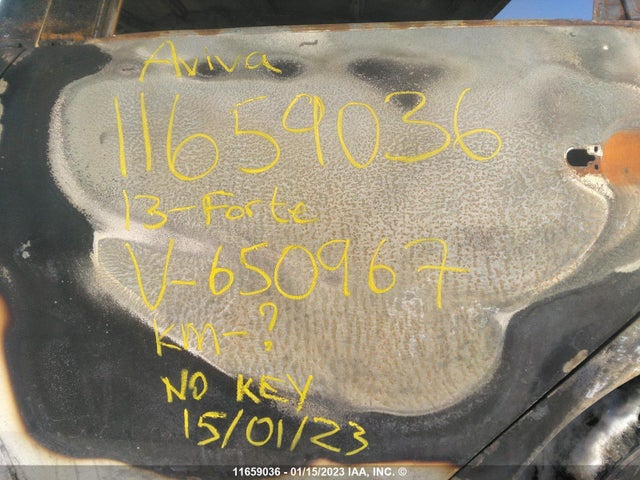 Aviva
11659036
13-Forte
V-650967
KM-?
NO KEY
15/01/23
11659036 - 01/15/2023 IAA, INC. ©